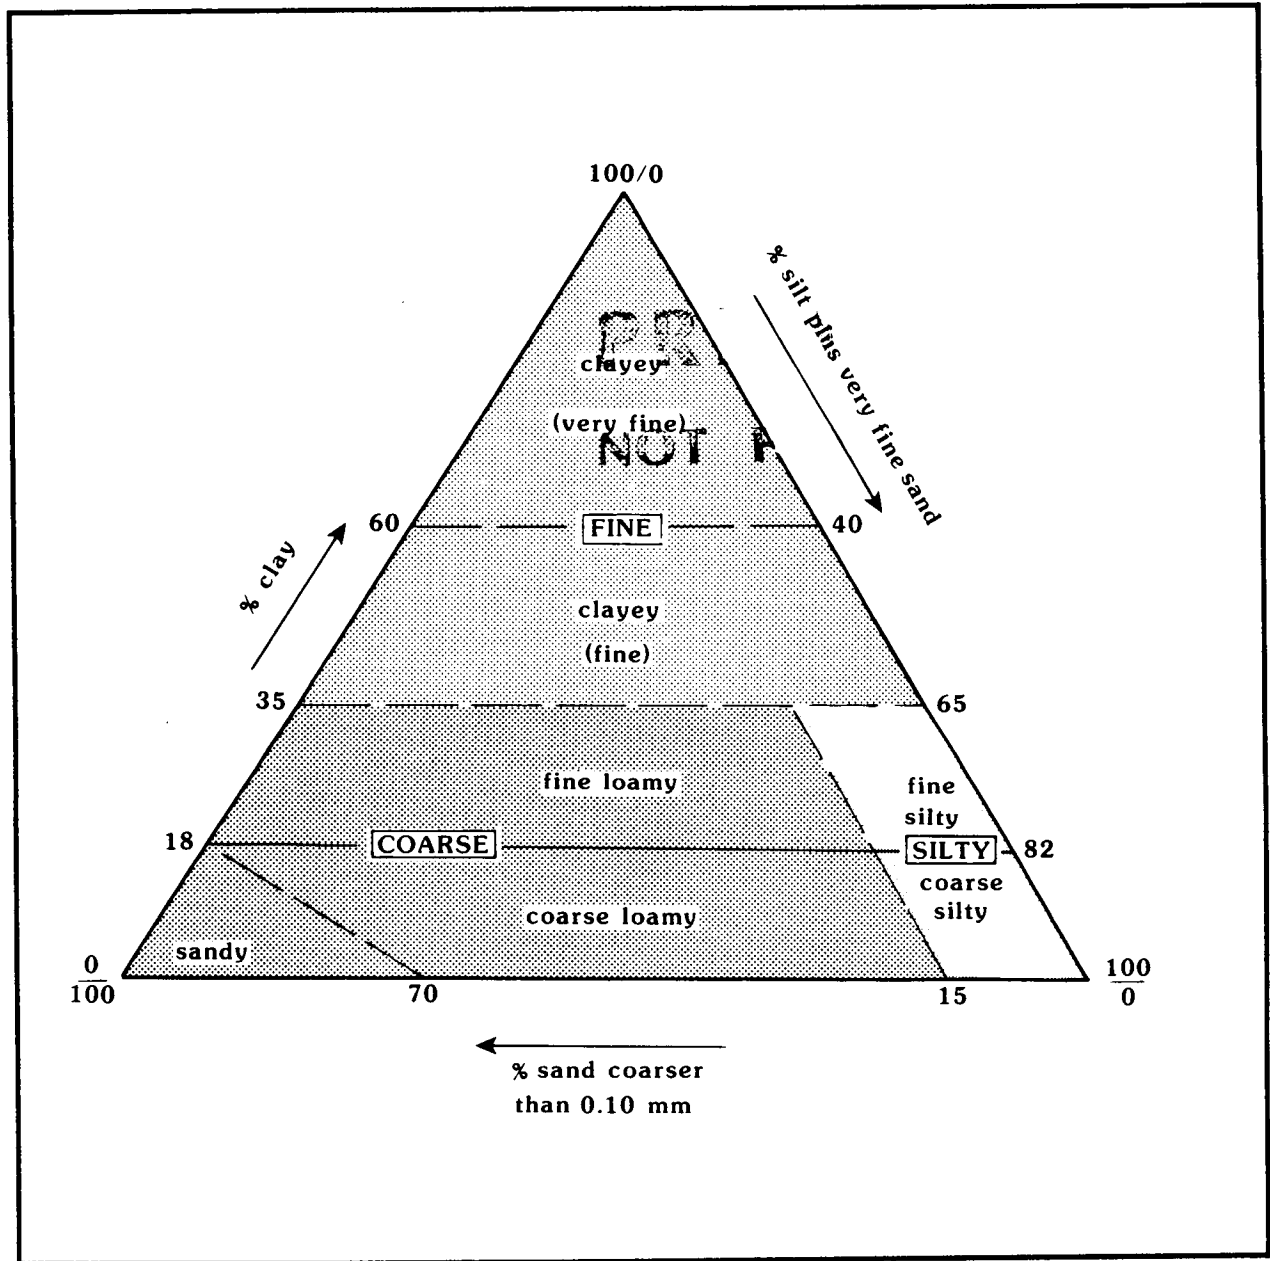 100/0
% silt plus very fine sand
PR
clayey
(very fine)
NOT
60
FINE
40
% clay
clayey
(fine)
35
65
fine loamy
fine
silty
18
COARSE
SILTY
82
coarse
silty
coarse loamy
sandy
0
100
70
15
100
0
% sand coarser
than 0.10 mm